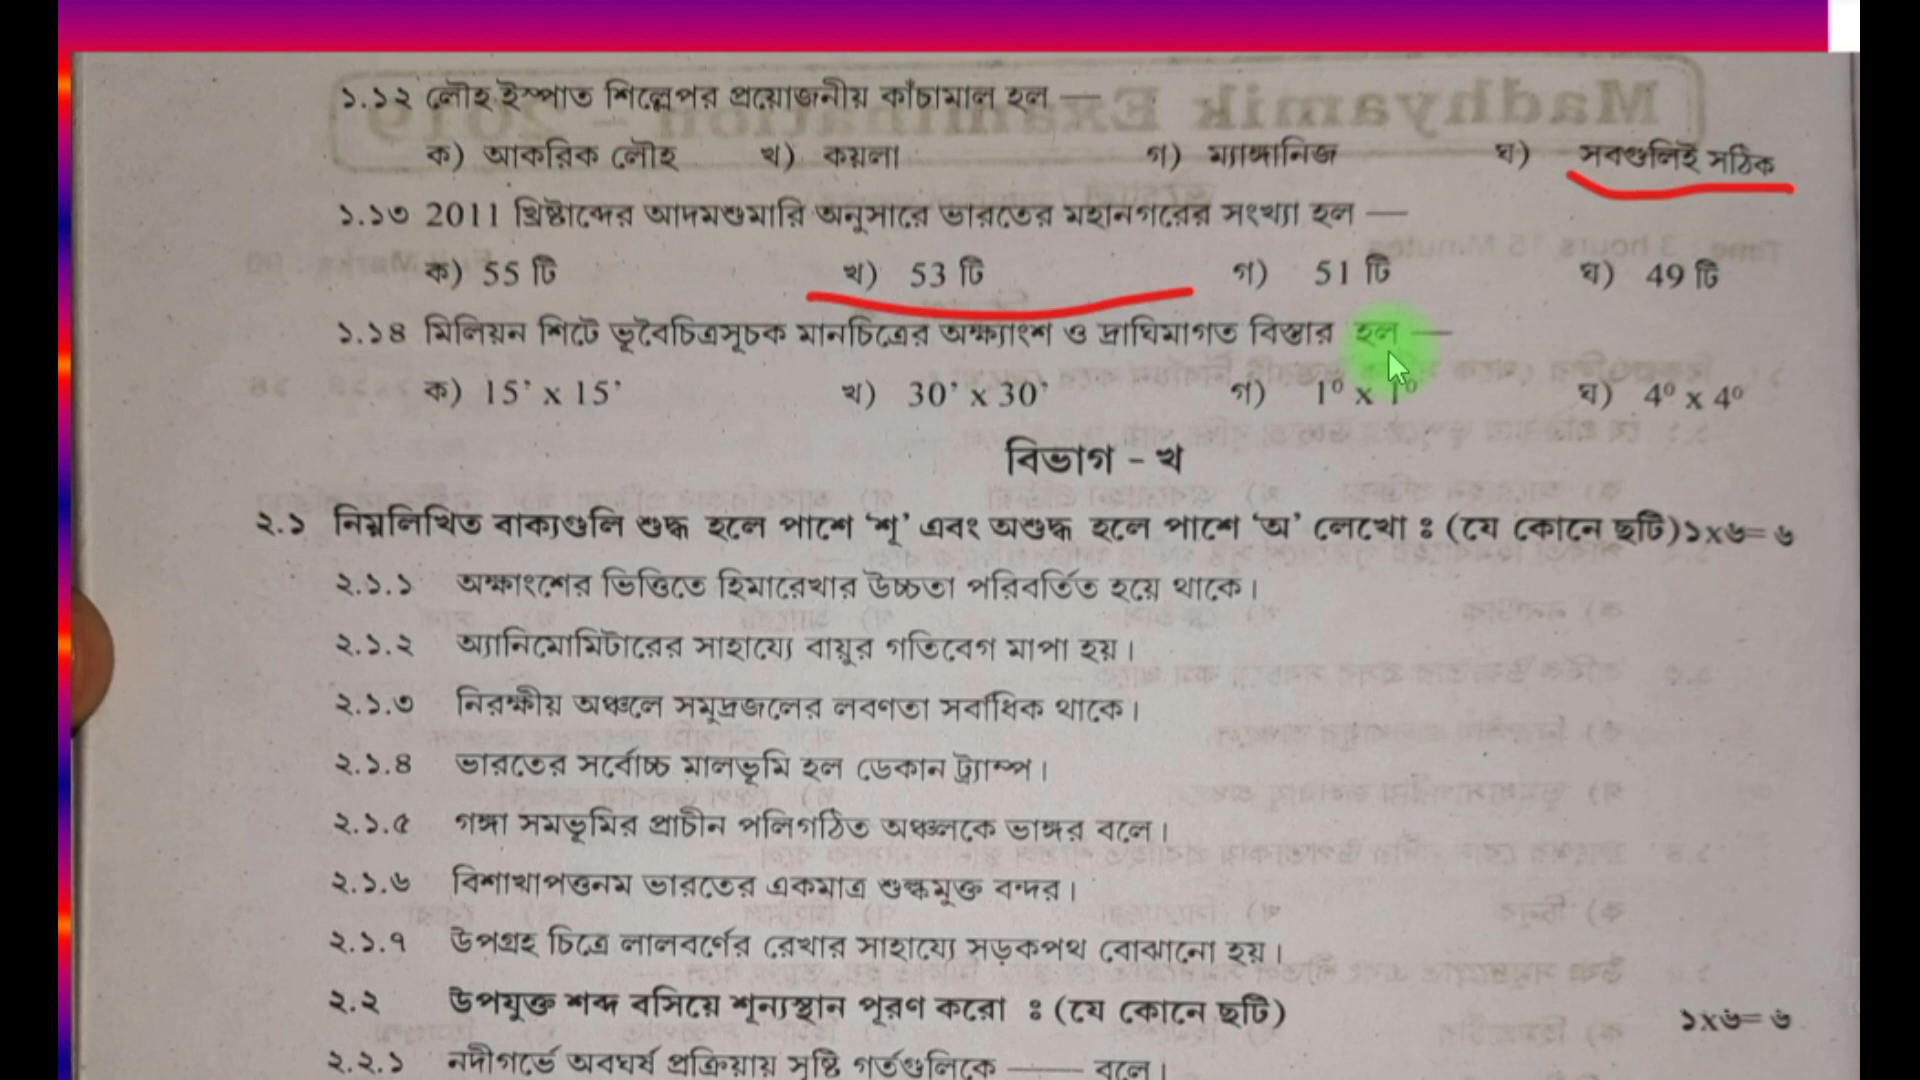 ১.১২ লৌহ ইস্পাত শিল্পের প্রয়োজনীয় কাঁচামাল হল —
ক) আকরিক লৌহ খ) কয়লা গ) ম্যাঙ্গানিজ ঘ) সবগুলিই সঠিক
১.১৩ 2011 খ্রিষ্টাব্দের আদমশুমারি অনুসারে ভারতের মহানগরের সংখ্যা হল —
ক) 55 টি খ) 53 টি গ) 51 টি ঘ) 49 টি
১.১৪ মিলিয়ন শিটে ভূবৈচিত্রসূচক মানচিত্রের অক্ষ্যাংশ ও দ্রাঘিমাগত বিস্তার হল —
ক) 15’ x 15’ খ) 30’ x 30’ গ) 1⁰ x 1⁰ ঘ) 4⁰ x 4⁰
বিভাগ - খ
২.১ নিম্নলিখিত বাক্যগুলি শুদ্ধ হলে পাশে ‘শূ’ এবং অশুদ্ধ হলে পাশে ‘অ’ লেখো ঃ (যে কোনে ছটি) ১x৬= ৬
২.১.১ অক্ষাংশের ভিত্তিতে হিমারেখার উচ্চতা পরিবর্তিত হয়ে থাকে।
২.১.২ অ্যানিমোমিটারের সাহায্যে বায়ুর গতিবেগ মাপা হয়।
২.১.৩ নিরক্ষীয় অঞ্চলে সমুদ্রজলের লবণতা সর্বাধিক থাকে।
২.১.৪ ভারতের সর্বোচ্চ মালভূমি হল ডেকান ট্র্যাম্প।
২.১.৫ গঙ্গা সমভূমির প্রাচীন পলিগঠিত অঞ্চলকে ভাঙ্গর বলে।
২.১.৬ বিশাখাপত্তনম ভারতের একমাত্র শুল্কমুক্ত বন্দর।
২.১.৭ উপগ্রহ চিত্রে লালবর্ণের রেখার সাহায্যে সড়কপথ বোঝানো হয়।
২.২ উপযুক্ত শব্দ বসিয়ে শূন্যস্থান পূরণ করো ঃ (যে কোনে ছটি) ১x৬= ৬
২.২.১ নদীগর্ভে অবঘর্ষ প্রক্রিয়ায় সৃষ্টি গর্তগুলিকে —— বলে।